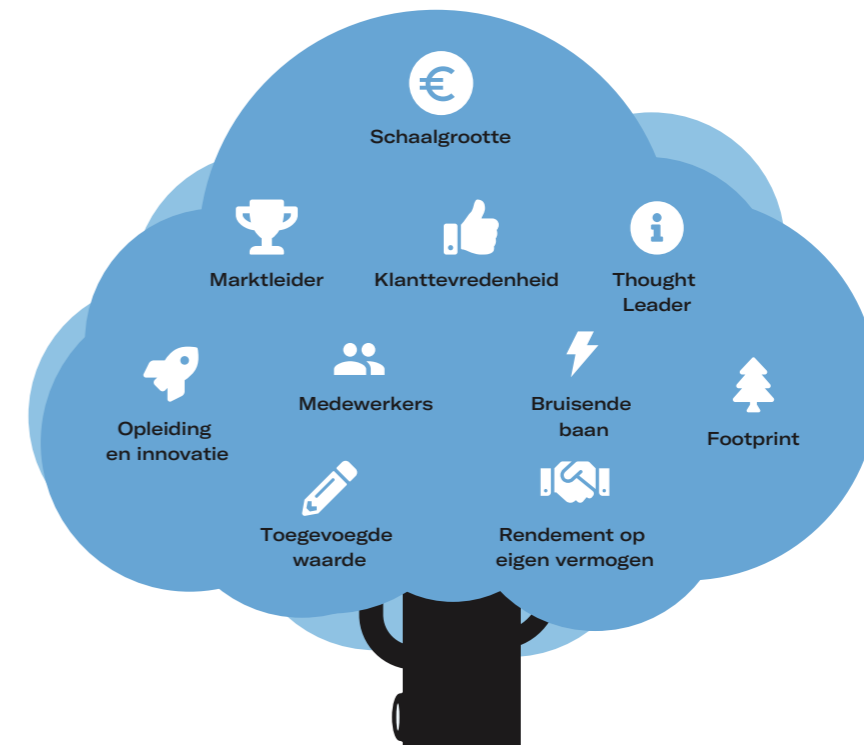 Schaalgrootte
Marktleider
Klanttevredenheid
Thought
Leader
Opleiding
en innovatie
Medewerkers
Bruisende
baan
Footprint
Toegevoegde
waarde
Rendement op
eigen vermogen